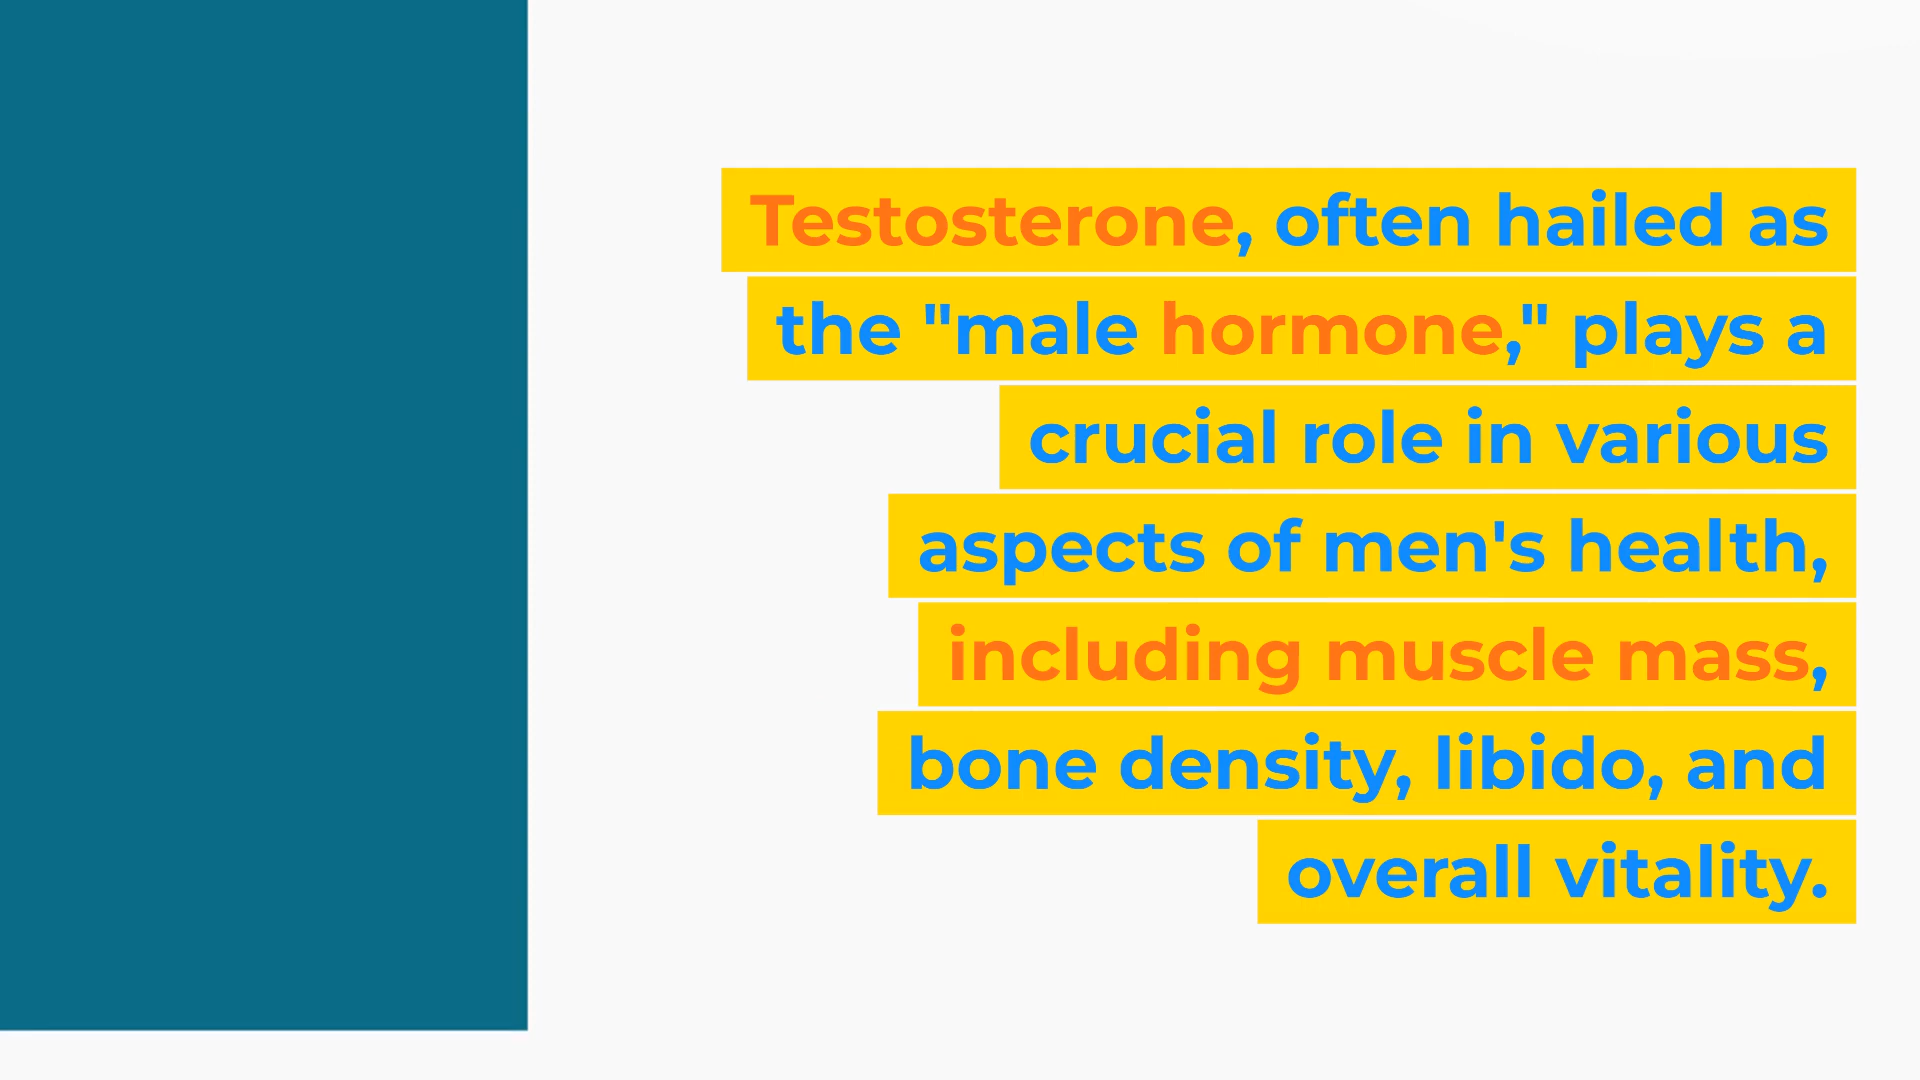 Testosterone, often hailed as
the "male hormone," plays a
crucial role in various
aspects of men's health,
including muscle mass,
bone density, libido, and
overall vitality.